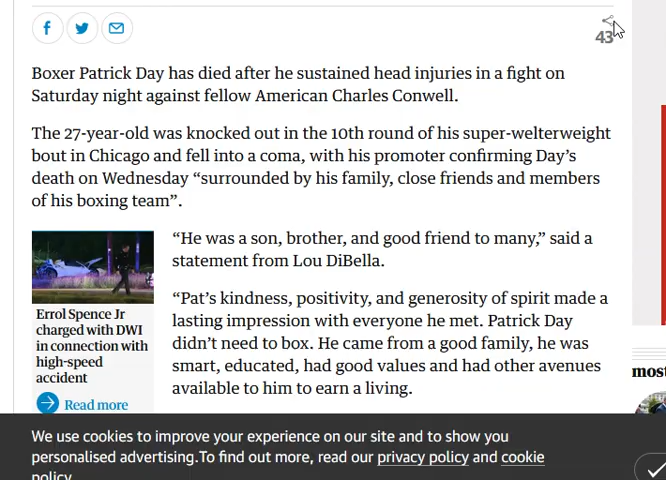 43
Boxer Patrick Day has died after he sustained head injuries in a fight on
Saturday night against fellow American Charles Conwell.
The 27-year-old was knocked out in the 10th round of his super-welterweight
bout in Chicago and fell into a coma, with his promoter confirming Day’s
death on Wednesday “surrounded by his family, close friends and members
of his boxing team”.
Errol Spence Jr
charged with DWI
in connection with
high-speed
accident
Read more
“He was a son, brother, and good friend to many,” said a
statement from Lou DiBella.
“Pat’s kindness, positivity, and generosity of spirit made a
lasting impression with everyone he met. Patrick Day
didn’t need to box. He came from a good family, he was
smart, educated, had good values and had other avenues
available to him to earn a living.
most
We use cookies to improve your experience on our site and to show you
personalised advertising.To find out more, read our privacy policy and cookie
policy.